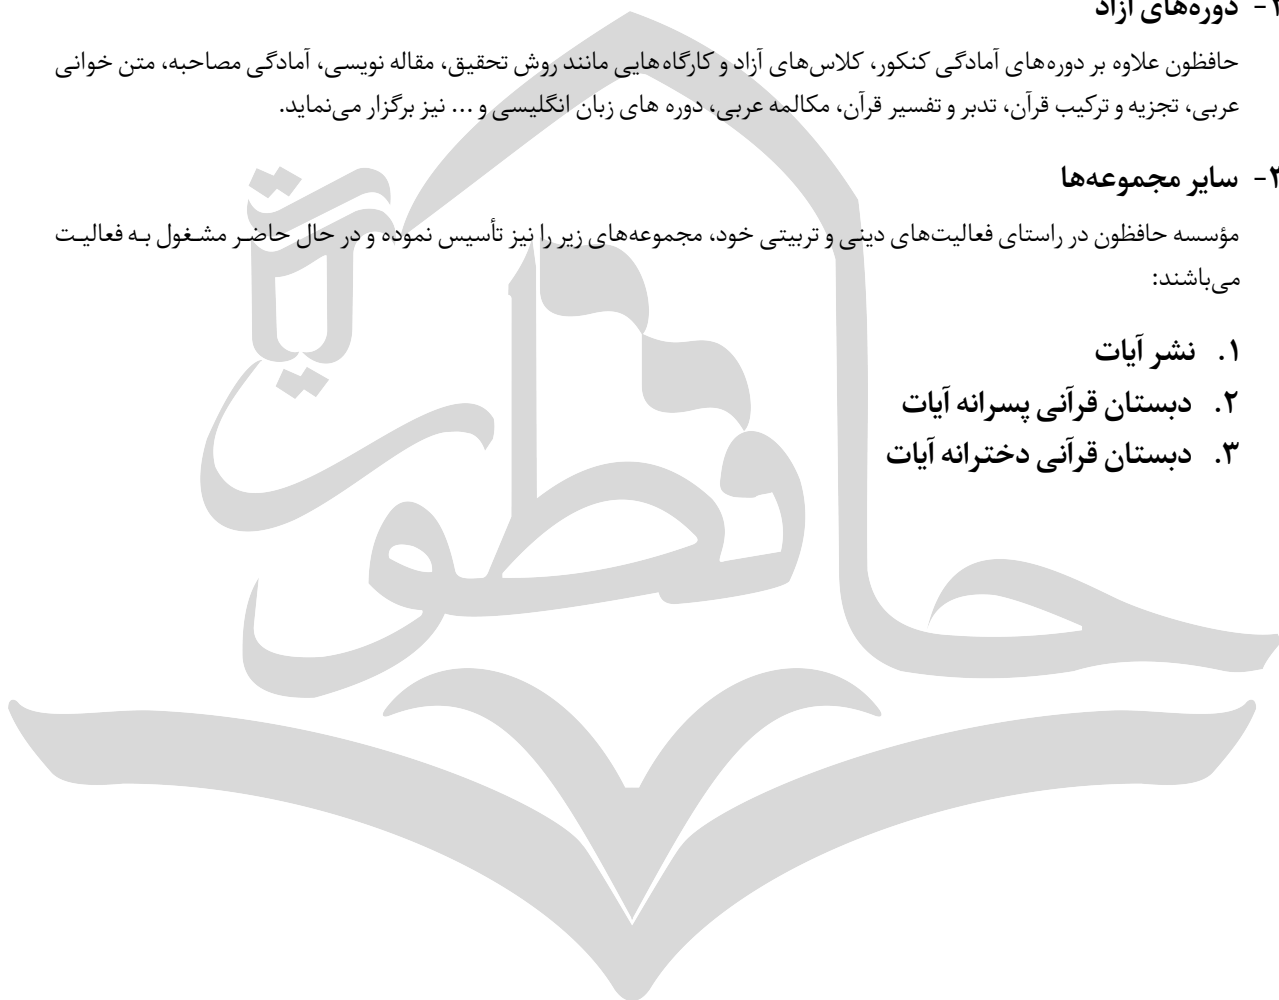 ۱- دوره‌های آزاد
حافظون علاوه بر دوره‌های آمادگی کنکور، کلاس‌های آزاد و کارگاه‌هایی مانند روش تحقیق، مقاله نویسی، آمادگی مصاحبه، متن خوانی
عربی، تجزیه و ترکیب قرآن، تدبر و تفسیر قرآن، مکالمه عربی، دوره های زبان انگلیسی و ... نیز برگزار می‌نماید.
۲- سایر مجموعه‌ها
مؤسسه حافظون در راستای فعالیت‌های دینی و تربیتی خود، مجموعه‌های زیر را نیز تأسیس نموده و در حال حاضر مشغول به فعالیت
می‌باشند:
۱. نشر آیات
۲. دبستان قرآنی پسرانه آیات
۳. دبستان قرآنی دخترانه آیات
حافظون